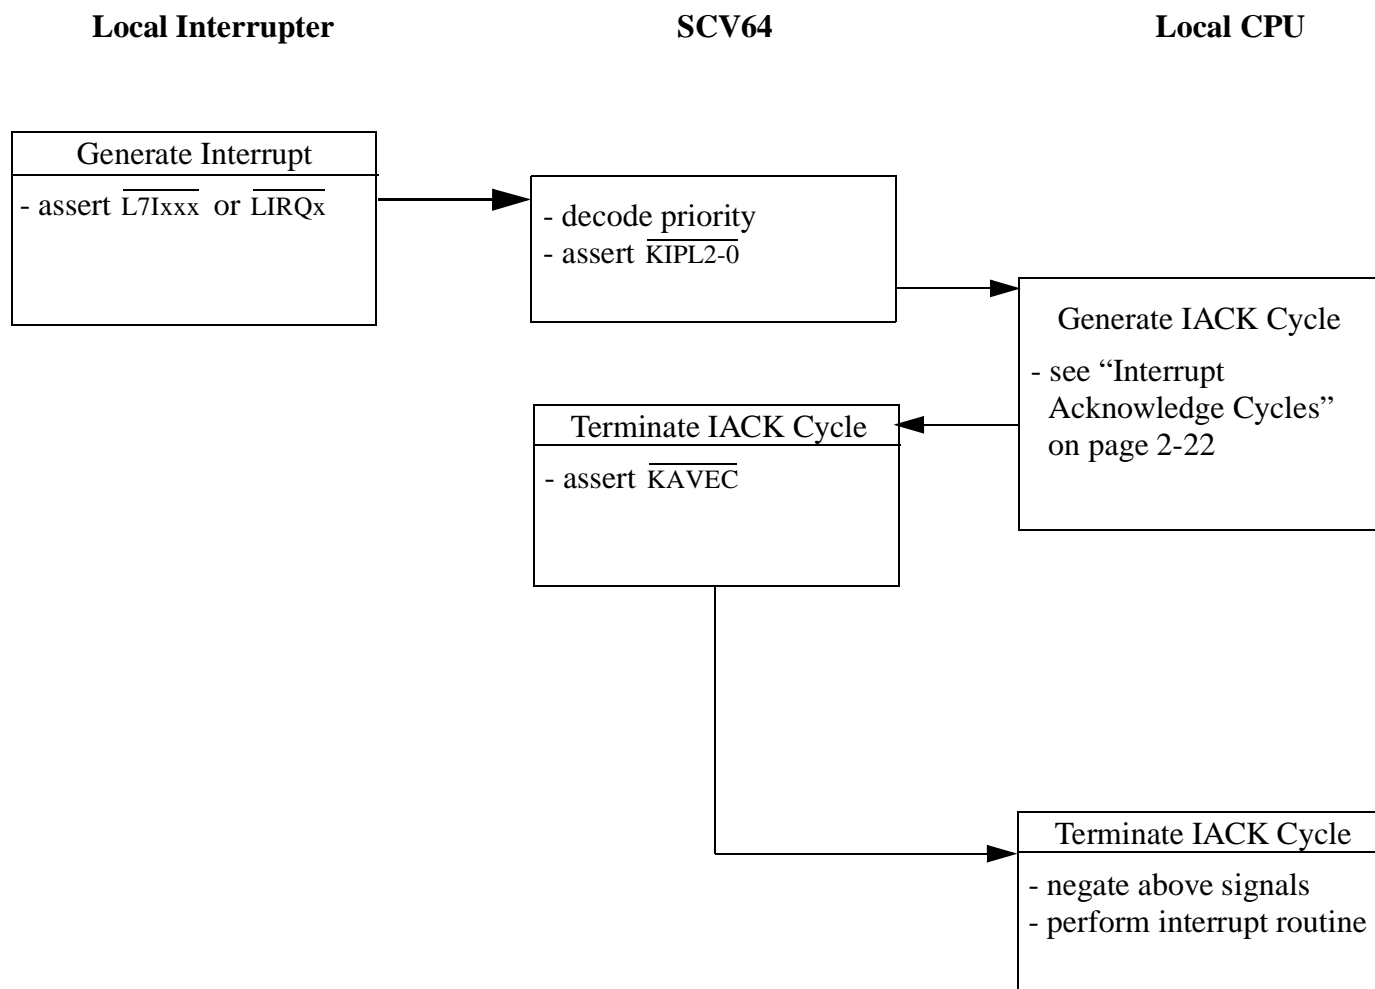 Local Interrupter
SCV64
Local CPU
Generate Interrupt
- assert L7Ixxx or LIRQx
- decode priority
- assert KIPL2-0
Generate IACK Cycle
- see “Interrupt
Acknowledge Cycles”
on page 2-22
Terminate IACK Cycle
- assert KAVEC
Terminate IACK Cycle
- negate above signals
- perform interrupt routine